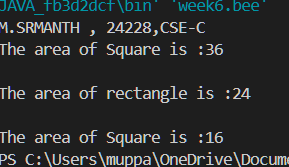 JAVA_fb3d2dcf\bin' 'week6.bee'
M.SRMANTH , 24228,CSE-C
The area of Square is :36
The area of rectangle is :24
The area of Square is :16
PS C:\Users\muppa\OneDrive\Docume